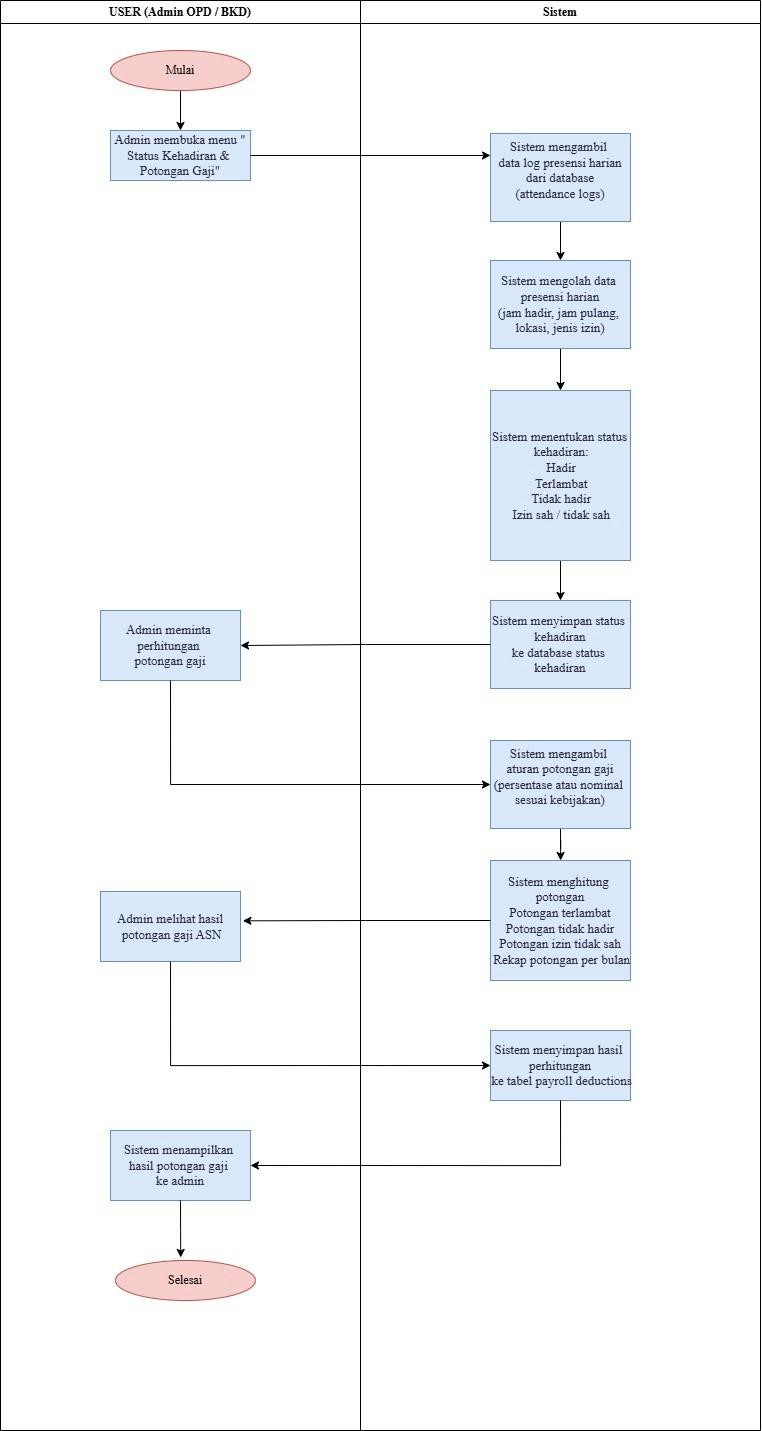 USER (Admin OPD / BKD)
Sistem
Mulai
Admin membuka menu "
Status Kehadiran &
Potongan Gaji"
Sistem mengambil
data log presensi harian
dari database
(attendance logs)
Sistem mengolah data
presensi harian
(jam hadir, jam pulang,
lokasi, jenis izin)
Sistem menentukan status
kehadiran:
Hadir
Terlambat
Tidak hadir
Izin sah / tidak sah
Sistem menyimpan status
kehadiran
ke database status
kehadiran
Admin meminta
perhitungan
potongan gaji
Sistem mengambil
aturan potongan gaji
(persentase atau nominal
sesuai kebijakan)
Sistem menghitung
potongan
Potongan terlambat
Potongan tidak hadir
Potongan izin tidak sah
Rekap potongan per bulan
Admin melihat hasil
potongan gaji ASN
Sistem menyimpan hasil
perhitungan
ke tabel payroll deductions
Sistem menampilkan
hasil potongan gaji
ke admin
Selesai